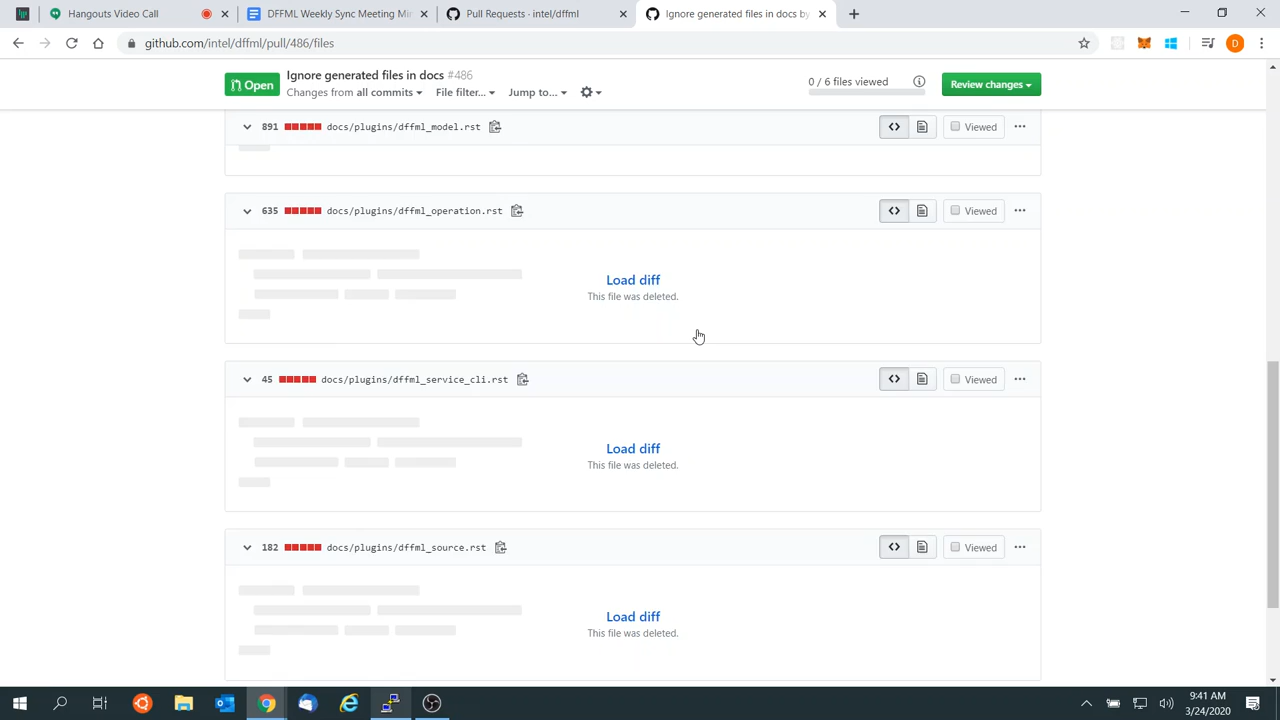 Hangouts Video Call
DFFML Weekly Sync Meeting Min
Pull Requests · intel/dffml
Ignore generated files in docs by
github.com/intel/dffml/pull/486/files
D
Open
Ignore generated files in docs #486
Changes from all commits
File filter...
Jump to...
0 / 6 files viewed
Review changes
891 docs/plugins/dffml_model.rst
Viewed
635 docs/plugins/dffml_operation.rst
Viewed
Load diff
This file was deleted.
45 docs/plugins/dffml_service_cli.rst
Viewed
Load diff
This file was deleted.
182 docs/plugins/dffml_source.rst
Viewed
Load diff
This file was deleted.
9:41 AM
3/24/2020